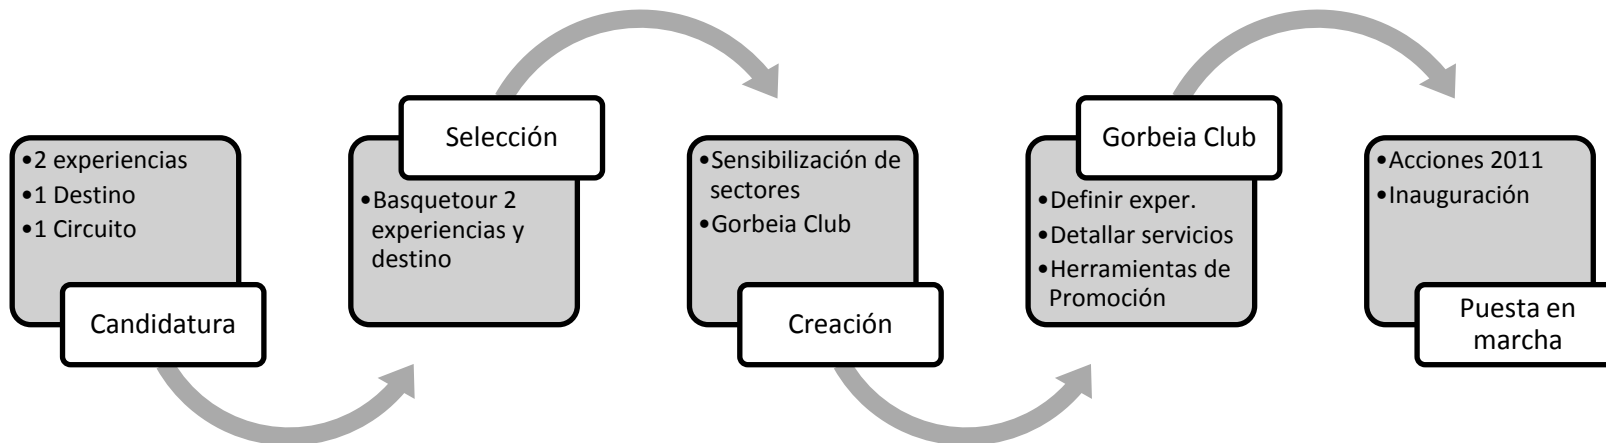 •2 experiencias
•1 Destino
•1 Circuito
Candidatura
Selección
•Basquetour 2
experiencias y
destino
•Sensibilización de
sectores
•Gorbeia Club
Creación
Gorbeia Club
•Definir exper.
•Detallar servicios
•Herramientas de
Promoción
•Acciones 2011
•Inauguración
Puesta en
marcha